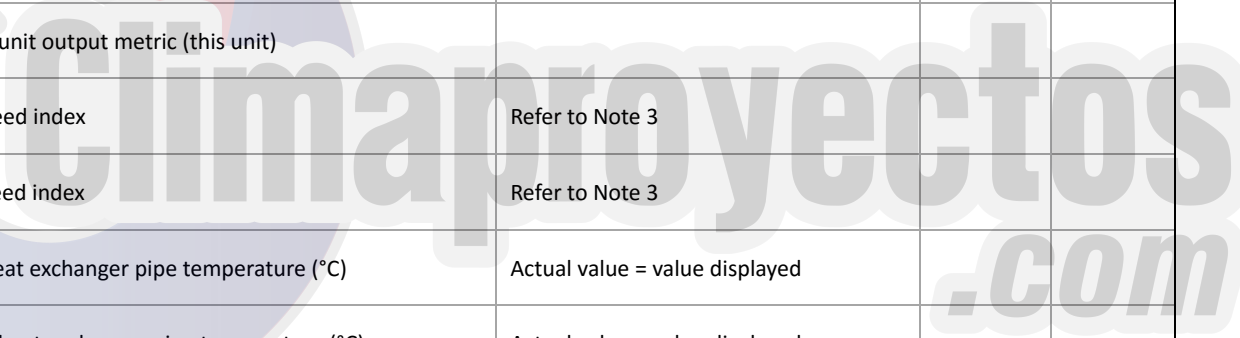 unit output metric (this unit)
eed index Refer to Note 3
eed index Refer to Note 3
eat exchanger pipe temperature (°C) Actual value = value displayed
Climaproyectos
.com